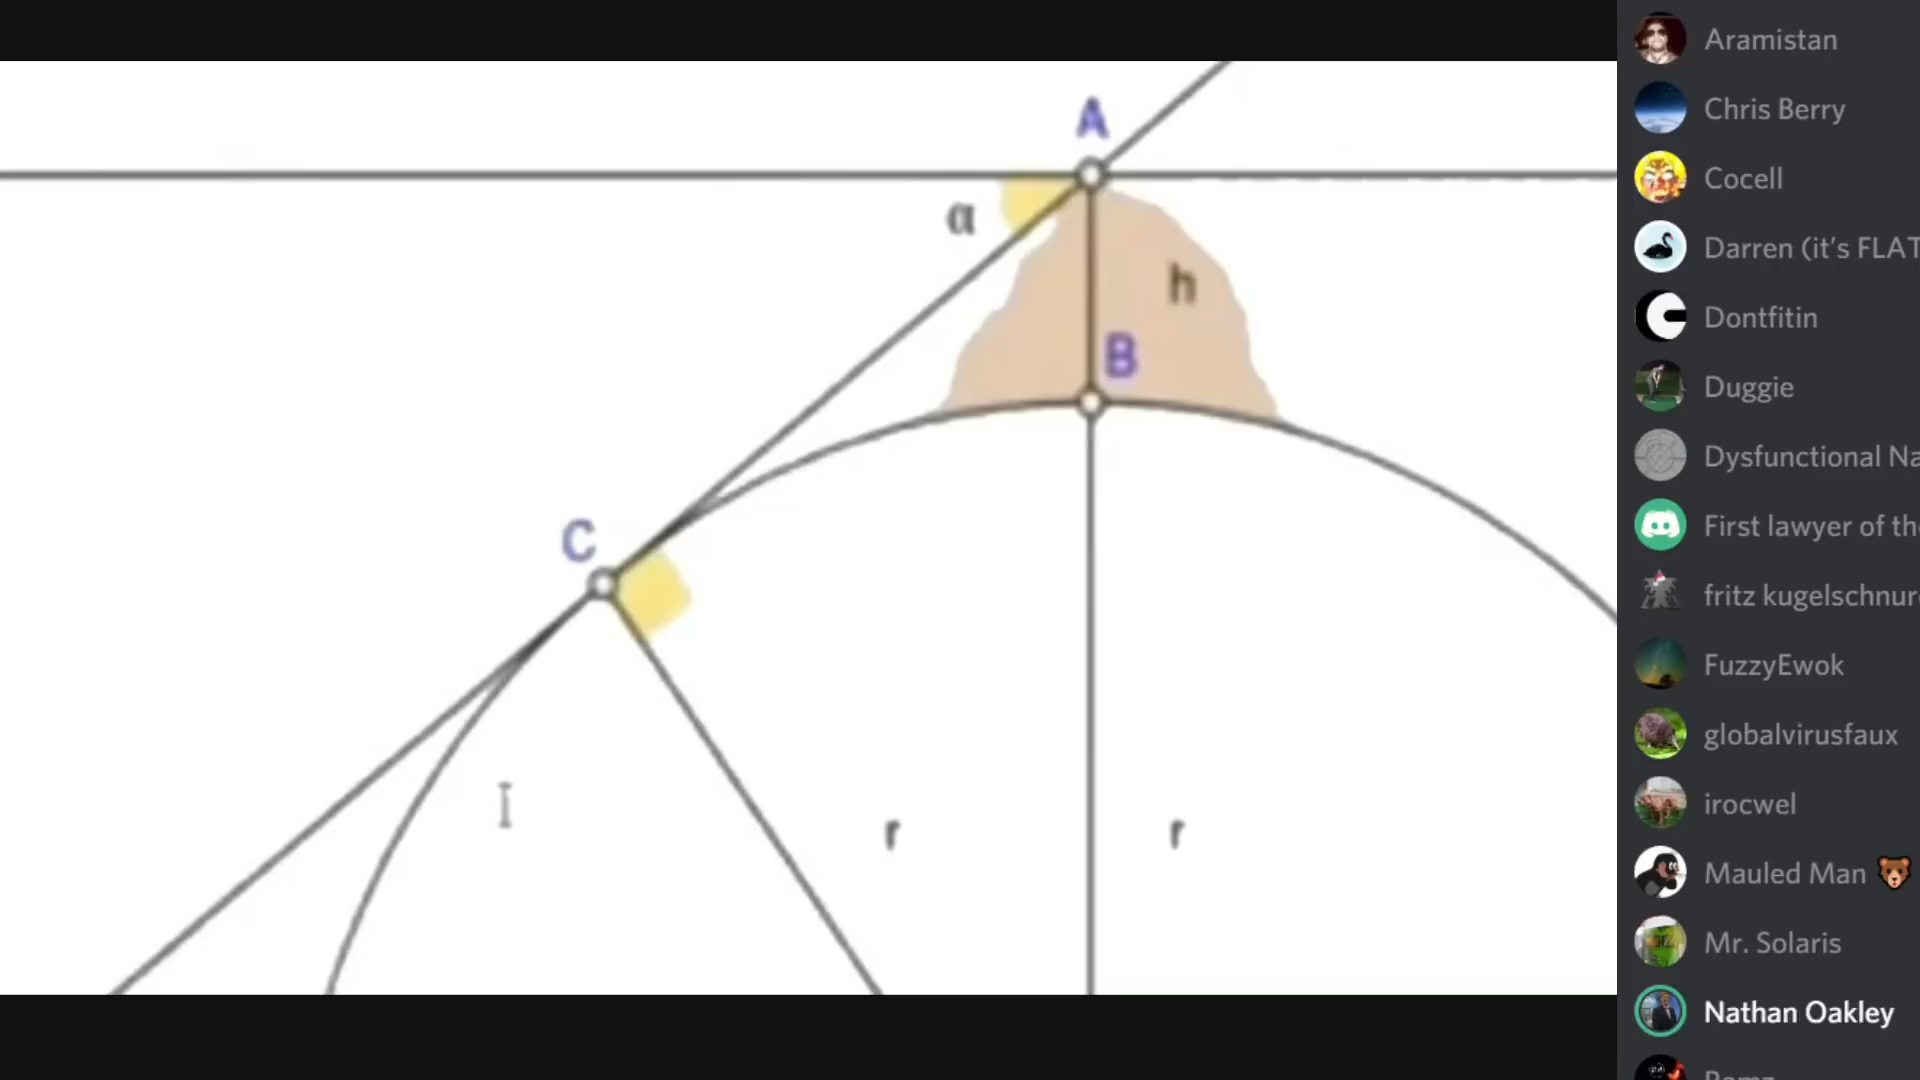 A
α
h
B
C
r
r
Aramistan
Chris Berry
Cocell
Darren (it's FLAT
Dontfitin
Duggie
Dysfunctional Na
First lawyer of the
fritz kugelschnur
FuzzyEwok
globalvirusfaux
irocwel
Mauled Man 🐻
Mr. Solaris
Nathan Oakley